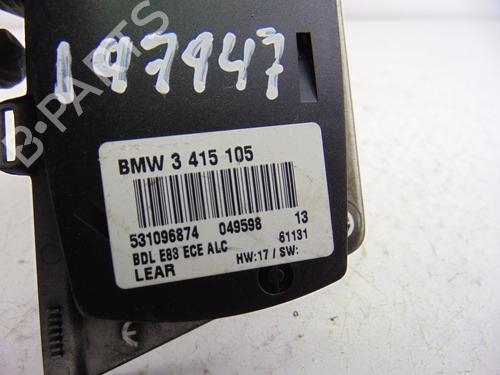 197947
BMW 3 415 105
531096874 049598 13
BDL E83 ECE ALC 61131
LEAR HW:17 / SW:
B-PARTS